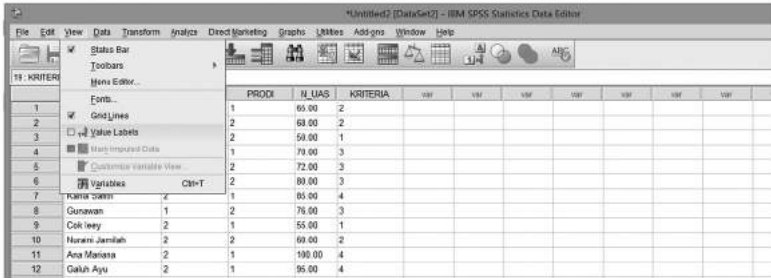 *Untitled2 [DataSet2] - IBM SPSS Statistics Data Editor
File Edit View Data Transform Analyze Direct Marketing Graphs Utilities Add-ons Window Help
Status Bar
Toolbars
Menu Editor...
Fonts...
Grid Lines
Value Labels
Mark Imputed Data
Customize Variable View...
Variables Ctrl+T
19 : KRITERI
PRODI N_UAS KRITERIA var var var var var var var
1 1 65.00 2
2 2 68.00 2
3 2 50.00 1
4 1 70.00 3
5 2 72.00 3
6 2 80.00 3
7 2 1 85.00 4
8 Gunawan 1 2 76.00 3
9 Cok leey 2 1 55.00 1
10 Nuraini Jamilah 2 2 60.00 2
11 Ana Mariana 2 1 100.00 4
12 Galuh Ayu 2 1 95.00 4